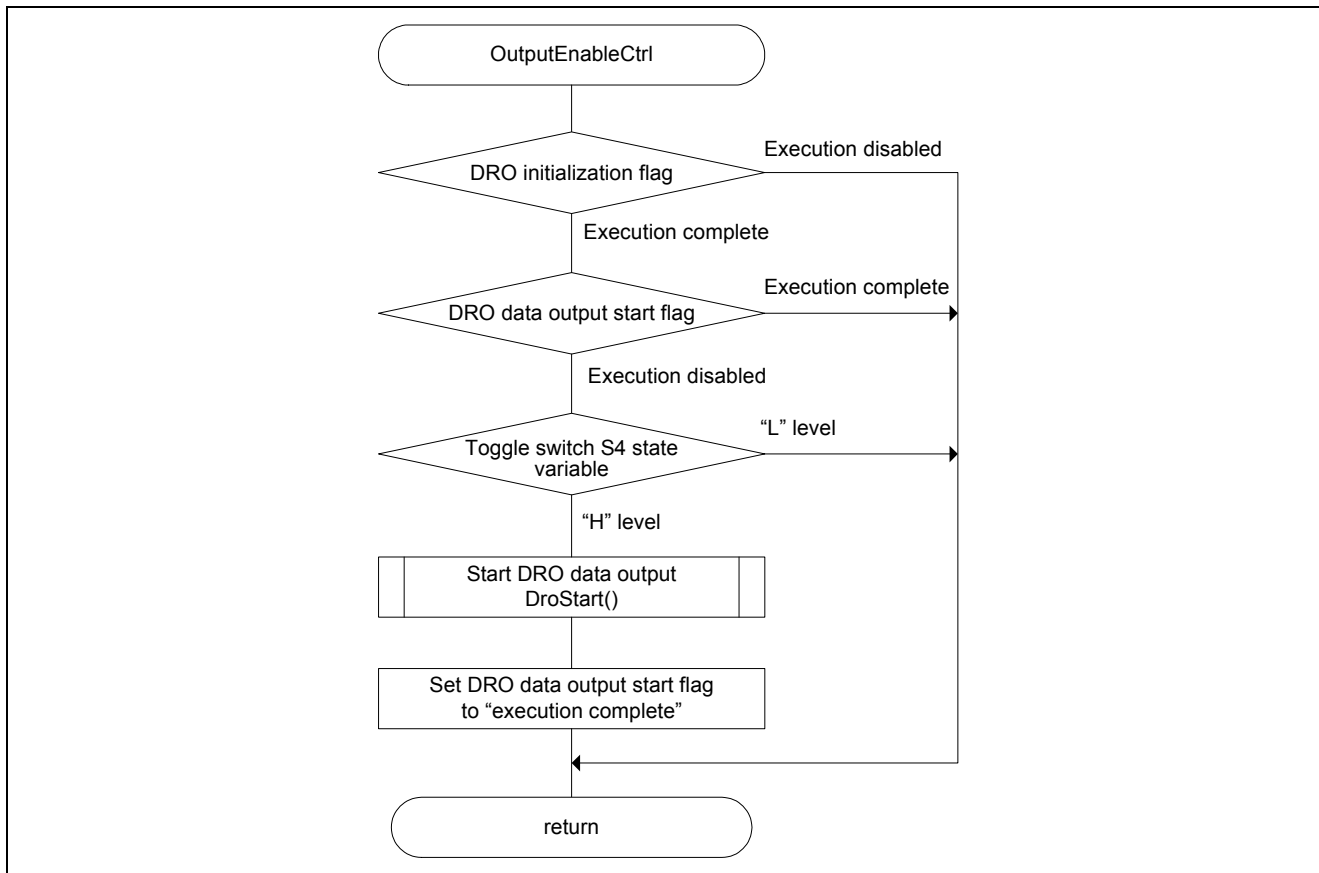 OutputEnableCtrl
Execution disabled
DRO initialization flag
Execution complete
Execution complete
DRO data output start flag
Execution disabled
“L” level
Toggle switch S4 state
variable
“H” level
Start DRO data output
DroStart()
Set DRO data output start flag
to “execution complete”
return